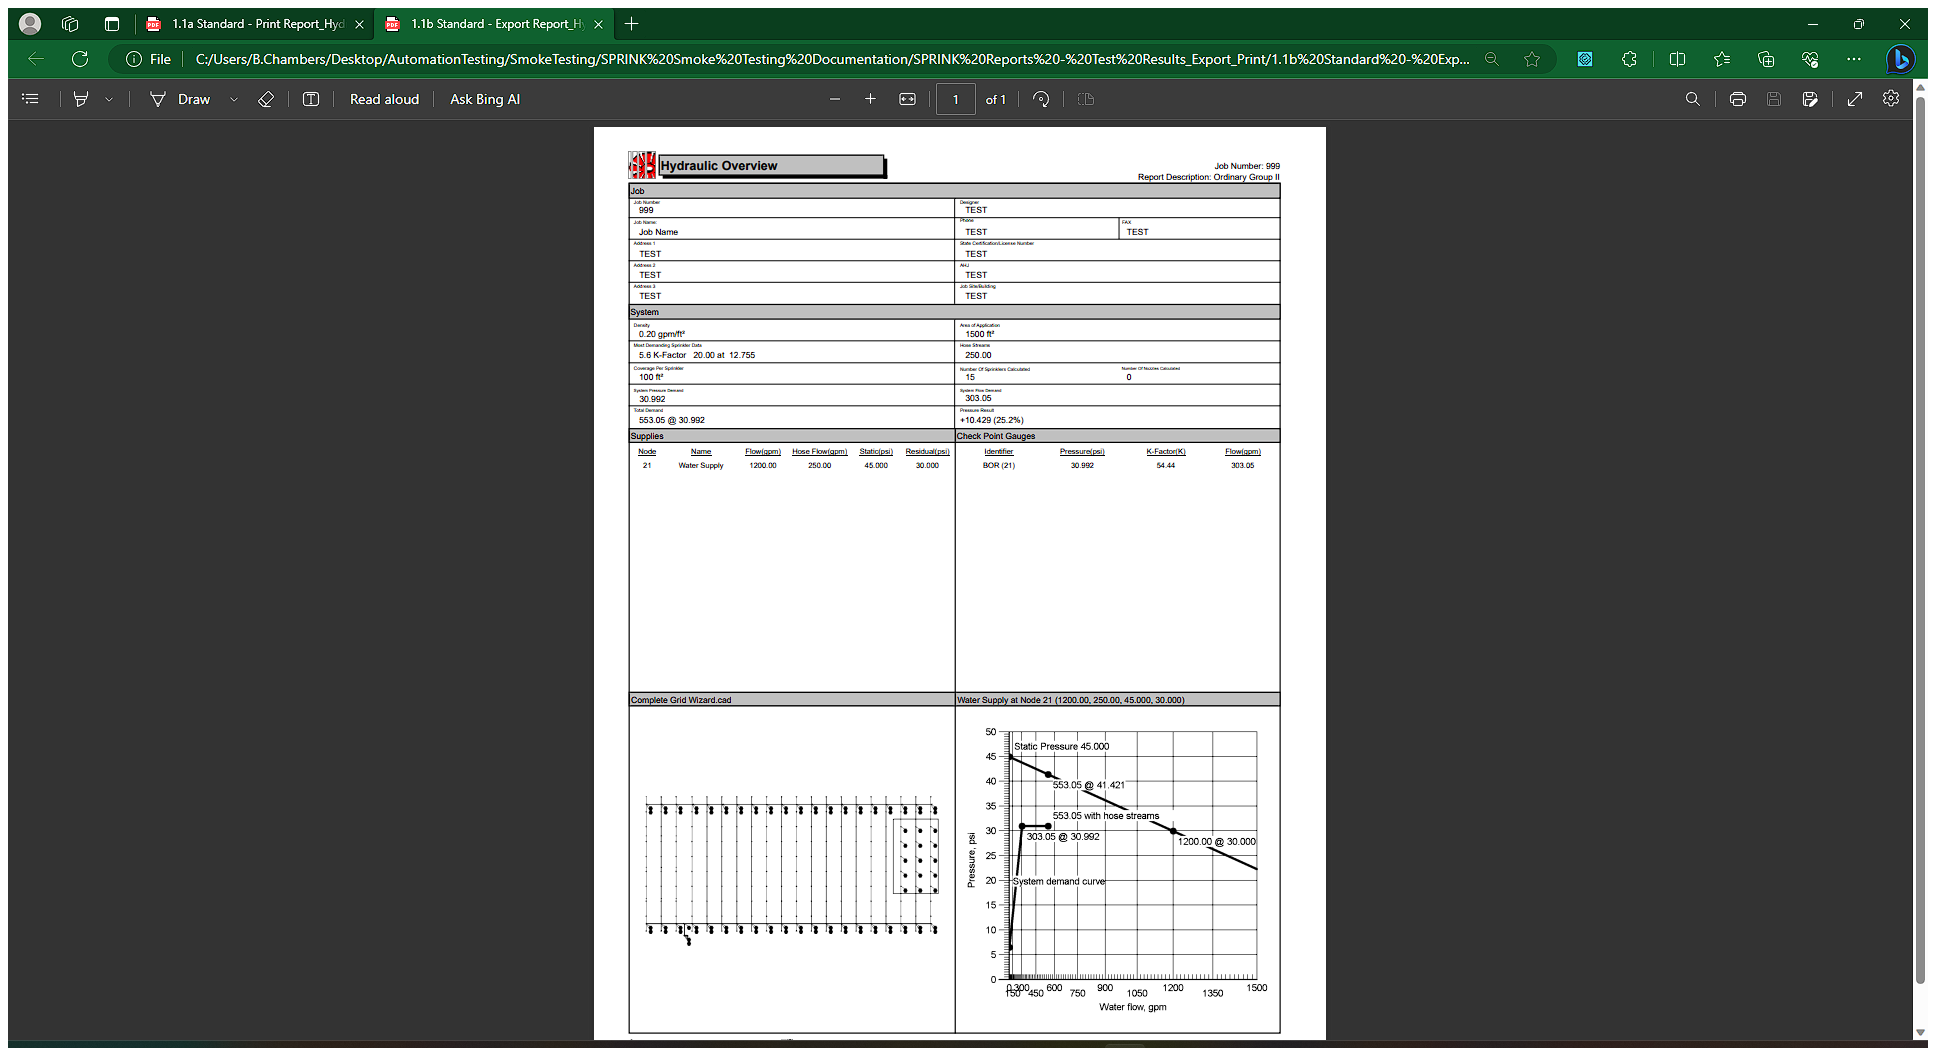 1.1a Standard - Print Report_Hyd
1.1b Standard - Export Report_Hy
File
C:/Users/B.Chambers/Desktop/AutomationTesting/SmokeTesting/SPRINK%20Smoke%20Testing%20Documentation/SPRINK%20Reports%20-%20Test%20Results_Export_Print/1.1b%20Standard%20-%20Exp...
Draw
Read aloud
Ask Bing AI
1 of 1
Hydraulic Overview
Job Number: 999
Report Description: Ordinary Group II
Job
Job Number
999
Designer
TEST
Job Name:
Job Name
Phone
TEST
FAX
TEST
Address 1
TEST
State Certification/License Number
TEST
Address 2
TEST
AHJ
TEST
Address 3
TEST
Job Site/Building
TEST
System
Density
0.20 gpm/ft²
Area of Application
1500 ft²
Most Demanding Sprinkler Data
5.6 K-Factor 20.00 at 12.755
Hose Streams
250.00
Coverage Per Sprinkler
100 ft²
Number Of Sprinklers Calculated
15
Number Of Nozzles Calculated
0
System Pressure Demand
30.992
System Flow Demand
303.05
Total Demand
553.05 @ 30.992
Pressure Result
+10.429 (25.2%)
Supplies
Node Name Flow(gpm) Hose Flow(gpm) Static(psi) Residual(psi)
21 Water Supply 1200.00 250.00 45.000 30.000
Check Point Gauges
Identifier Pressure(psi) K-Factor(K) Flow(gpm)
BOR (21) 30.992 54.44 303.05
Complete Grid Wizard.cad
Water Supply at Node 21 (1200.00, 250.00, 45.000, 30.000)
50
45
40
35
30
25
20
15
10
5
0
Pressure, psi
Static Pressure 45.000
553.05 @ 41.421
553.05 with hose streams
303.05 @ 30.992
1200.00 @ 30.000
System demand curve
0 300 600 900 1200 1500
150 450 750 1050 1350
Water flow, gpm